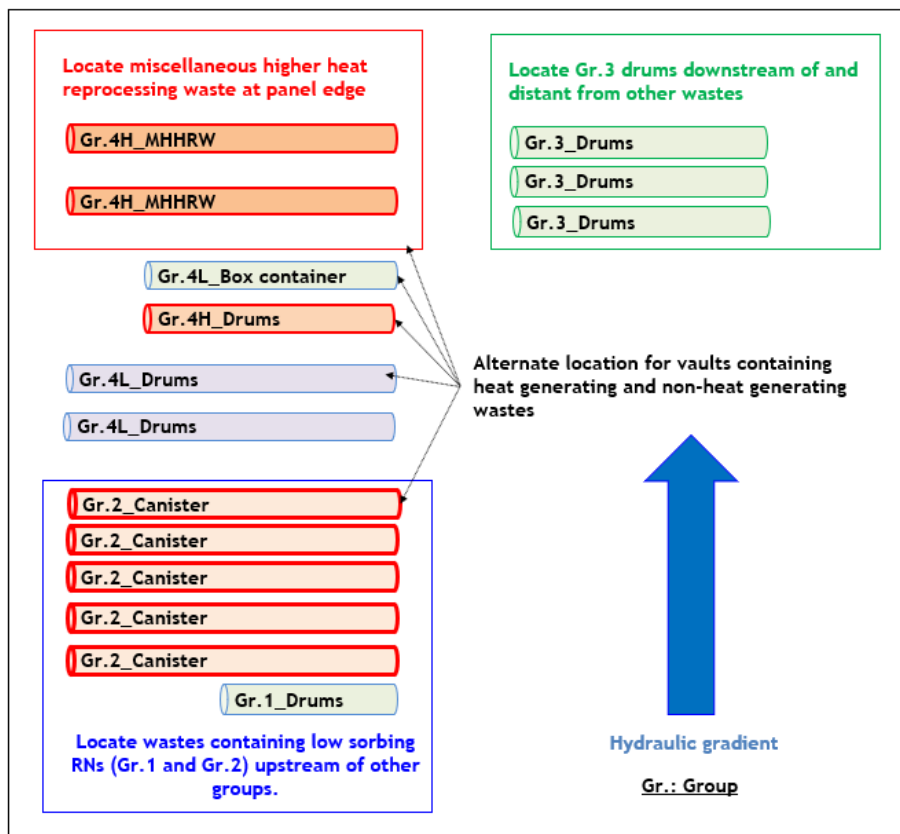 Locate miscellaneous higher heat
reprocessing waste at panel edge
Gr.4H_MHHRW
Gr.4H_MHHRW
Locate Gr.3 drums downstream of and
distant from other wastes
Gr.3_Drums
Gr.3_Drums
Gr.3_Drums
Gr.4L_Box container
Gr.4H_Drums
Gr.4L_Drums
Gr.4L_Drums
Alternate location for vaults containing
heat generating and non-heat generating
wastes
Gr.2_Canister
Gr.2_Canister
Gr.2_Canister
Gr.2_Canister
Gr.2_Canister
Gr.1_Drums
Locate wastes containing low sorbing
RNs (Gr.1 and Gr.2) upstream of other
groups.
Hydraulic gradient
Gr.: Group